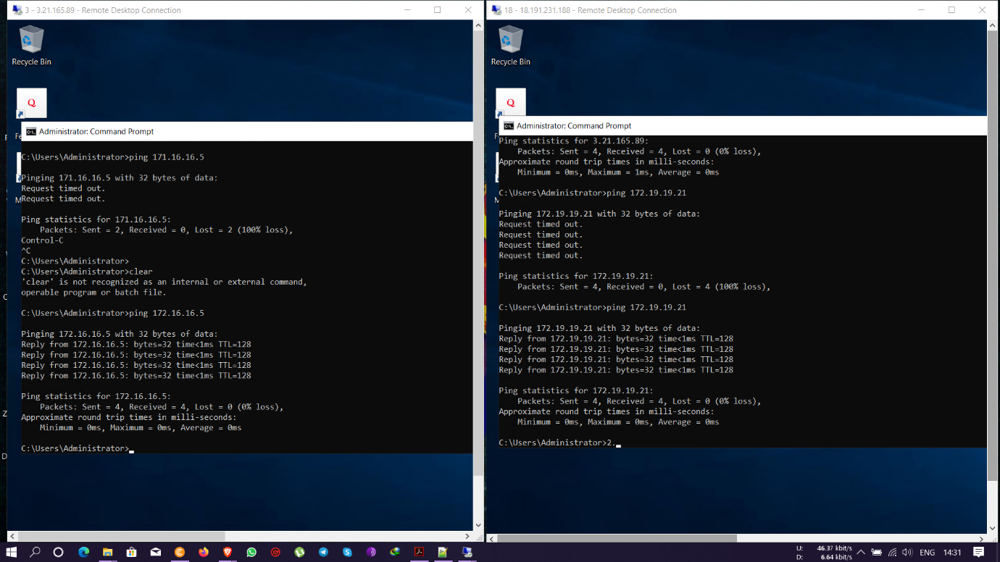 3 - 3.21.165.89 - Remote Desktop Connection
Recycle Bin
Q
Fe
M
Administrator: Command Prompt
C:\Users\Administrator>ping 171.16.16.5
Pinging 171.16.16.5 with 32 bytes of data:
Request timed out.
Request timed out.
Ping statistics for 171.16.16.5:
    Packets: Sent = 2, Received = 0, Lost = 2 (100% loss),
Control-C
^C
C:\Users\Administrator>
C:\Users\Administrator>clear
'clear' is not recognized as an internal or external command,
operable program or batch file.
C:\Users\Administrator>ping 172.16.16.5
Pinging 172.16.16.5 with 32 bytes of data:
Reply from 172.16.16.5: bytes=32 time<1ms TTL=128
Reply from 172.16.16.5: bytes=32 time<1ms TTL=128
Reply from 172.16.16.5: bytes=32 time<1ms TTL=128
Reply from 172.16.16.5: bytes=32 time<1ms TTL=128
Ping statistics for 172.16.16.5:
    Packets: Sent = 4, Received = 4, Lost = 0 (0% loss),
Approximate round trip times in milli-seconds:
    Minimum = 0ms, Maximum = 0ms, Average = 0ms
C:\Users\Administrator>
18 - 18.191.231.188 - Remote Desktop Connection
Recycle Bin
Q
Administrator: Command Prompt
Ping statistics for 3.21.165.89:
    Packets: Sent = 4, Received = 4, Lost = 0 (0% loss),
Approximate round trip times in milli-seconds:
    Minimum = 0ms, Maximum = 1ms, Average = 0ms
C:\Users\Administrator>ping 172.19.19.21
Pinging 172.19.19.21 with 32 bytes of data:
Request timed out.
Request timed out.
Request timed out.
Request timed out.
Ping statistics for 172.19.19.21:
    Packets: Sent = 4, Received = 0, Lost = 4 (100% loss),
C:\Users\Administrator>ping 172.19.19.21
Pinging 172.19.19.21 with 32 bytes of data:
Reply from 172.19.19.21: bytes=32 time<1ms TTL=128
Reply from 172.19.19.21: bytes=32 time<1ms TTL=128
Reply from 172.19.19.21: bytes=32 time<1ms TTL=128
Reply from 172.19.19.21: bytes=32 time<1ms TTL=128
Ping statistics for 172.19.19.21:
    Packets: Sent = 4, Received = 4, Lost = 0 (0% loss),
Approximate round trip times in milli-seconds:
    Minimum = 0ms, Maximum = 0ms, Average = 0ms
C:\Users\Administrator>2._
U: 46.37 kbit/s
D: 6.64 kbit/s
ENG
14:31